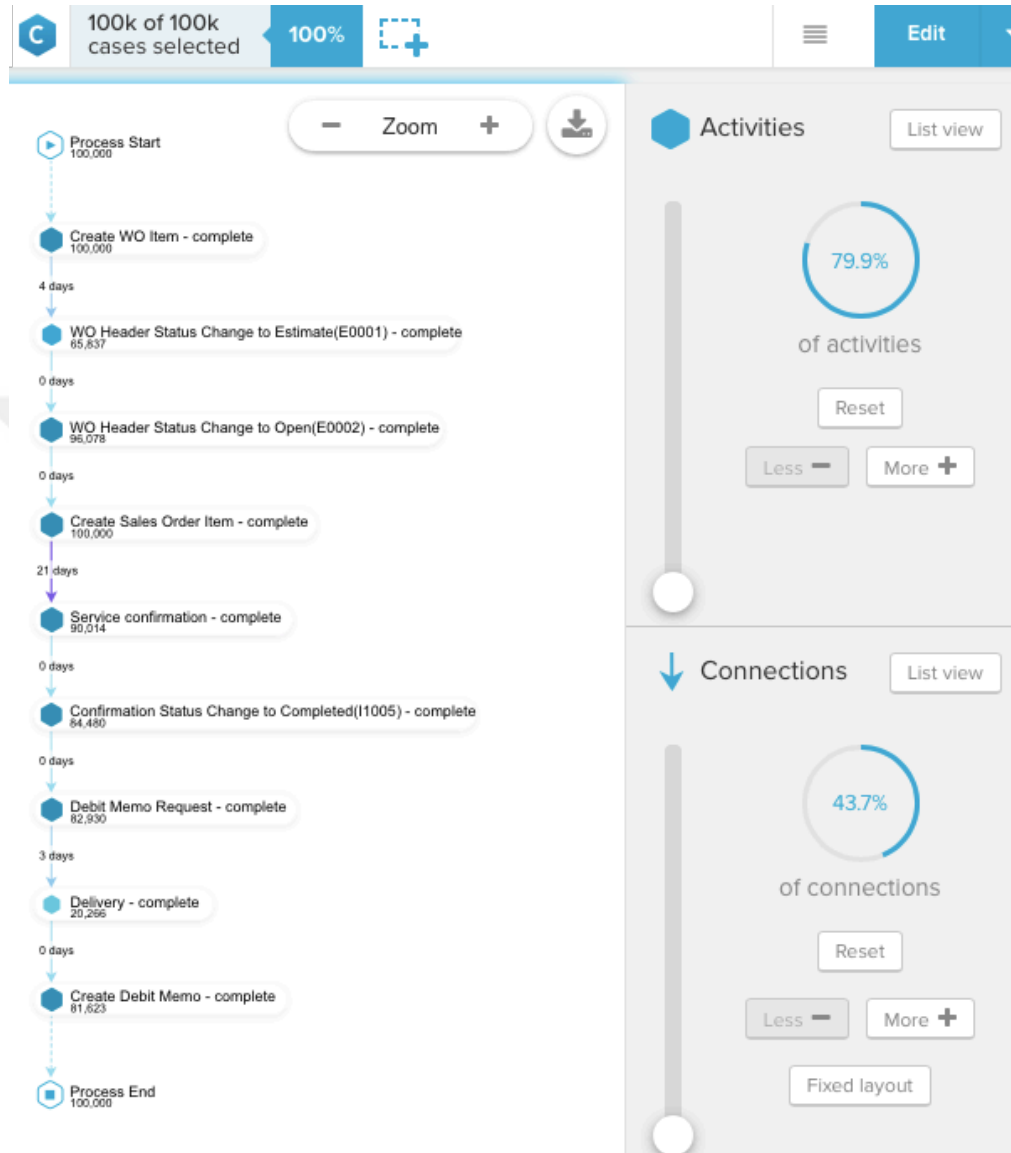 C
100k of 100k
cases selected
100%
Edit
Zoom
Process Start
100,000
Create WO Item - complete
100,000
4 days
WO Header Status Change to Estimate(E0001) - complete
65,837
0 days
WO Header Status Change to Open(E0002) - complete
96,078
0 days
Create Sales Order Item - complete
100,000
21 days
Service confirmation - complete
90,014
0 days
Confirmation Status Change to Completed(I1005) - complete
84,480
0 days
Debit Memo Request - complete
82,930
3 days
Delivery - complete
20,266
0 days
Create Debit Memo - complete
81,623
Process End
100,000
Activities
List view
79.9%
of activities
Reset
Less −
More +
Connections
List view
43.7%
of connections
Reset
Less −
More +
Fixed layout